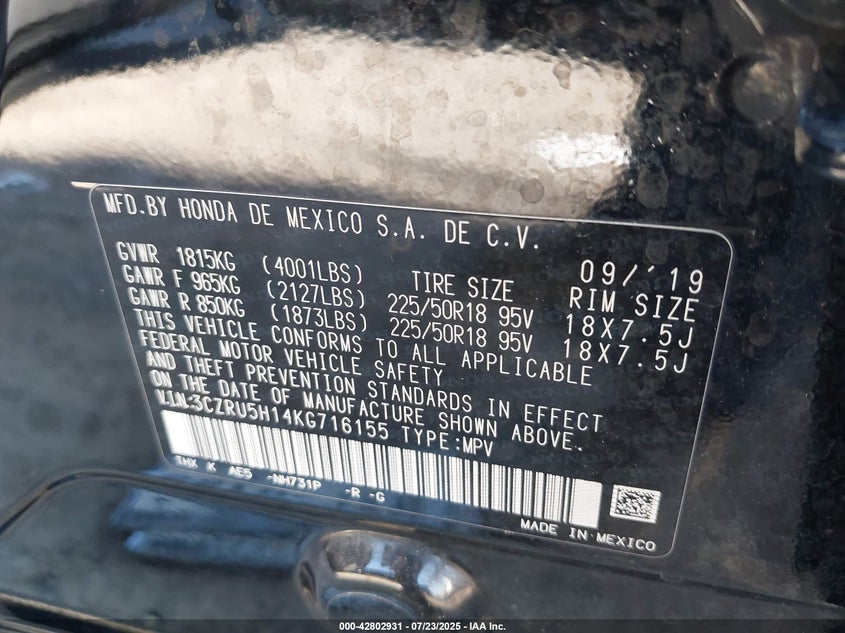 MFD.BY HONDA DE MEXICO S.A. DE C.V.
09/'19
GVWR 1815KG (4001LBS) TIRE SIZE RIM SIZE
GAWR F 965KG (2127LBS) 225/50R18 95V 18X7.5J
GAWR R 850KG (1873LBS) 225/50R18 95V 18X7.5J
THIS VEHICLE CONFORMS TO ALL APPLICABLE
FEDERAL MOTOR VEHICLE SAFETY
AND THEFT PREVENTION STANDARDS IN EFFECT
ON THE DATE OF MANUFACTURE SHOWN ABOVE.
V.I.N:3CZRU5H14KG716155 TYPE:MPV
THX K AE5 -NH731P -R -G
MADE IN MEXICO
000-42802931 - 07/23/2025 - IAA Inc.